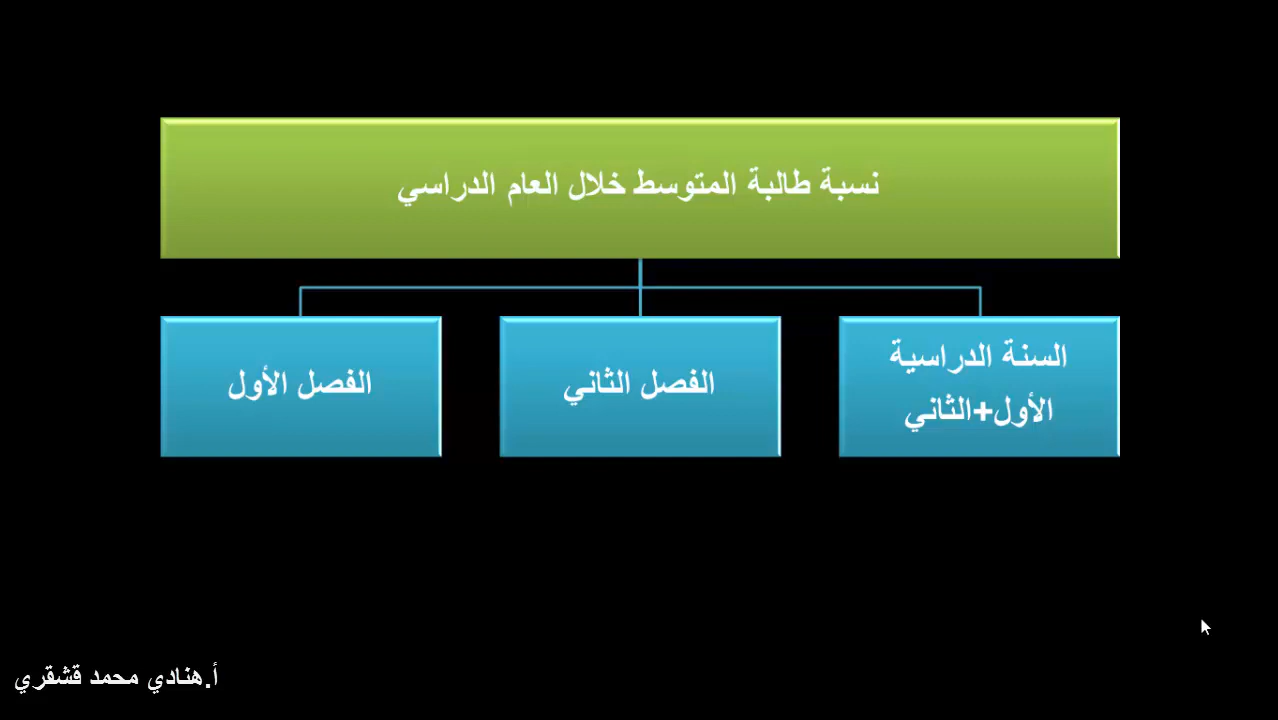 نسبة طالبة المتوسط خلال العام الدراسي
السنة الدراسية
الأول+الثاني
الفصل الثاني
الفصل الأول
أ.هنادي محمد قشقري